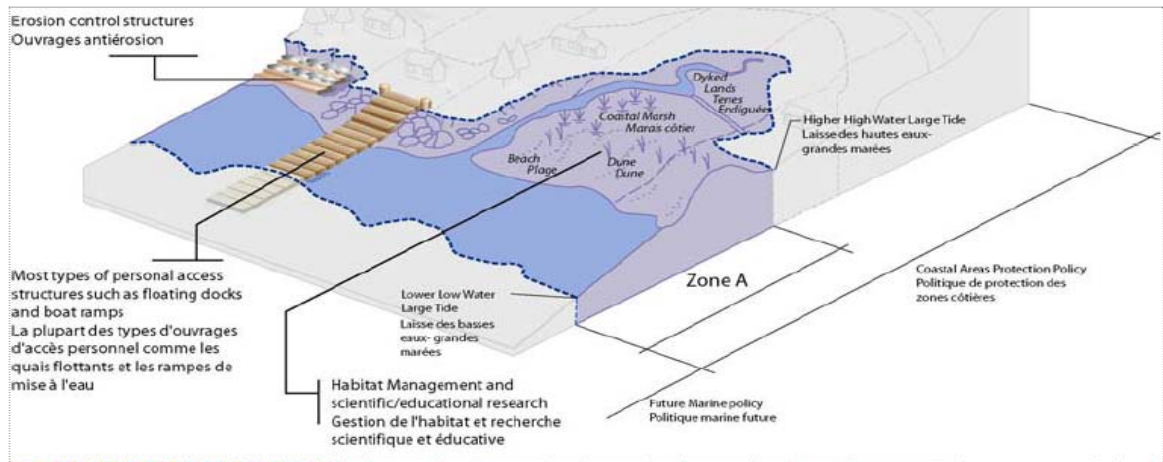 Erosion control structures
Ouvrages antiérosion
Dyked
Lands
Terres
Endiguées
Coastal Marsh
Marais côtier
Beach
Plage
Dune
Dune
Higher High Water Large Tide
Laisse des hautes eaux-
grandes marées
Most types of personal access
structures such as floating docks
and boat ramps
La plupart des types d'ouvrages
d'accès personnel comme les
quais flottants et les rampes de
mise à l'eau
Lower Low Water
Large Tide
Laisse des basses
eaux- grandes
marées
Zone A
Coastal Areas Protection Policy
Politique de protection des
zones côtières
Habitat Management and
scientific/educational research
Gestion de l'habitat et recherche
scientifique et éducative
Future Marine policy
Politique marine future